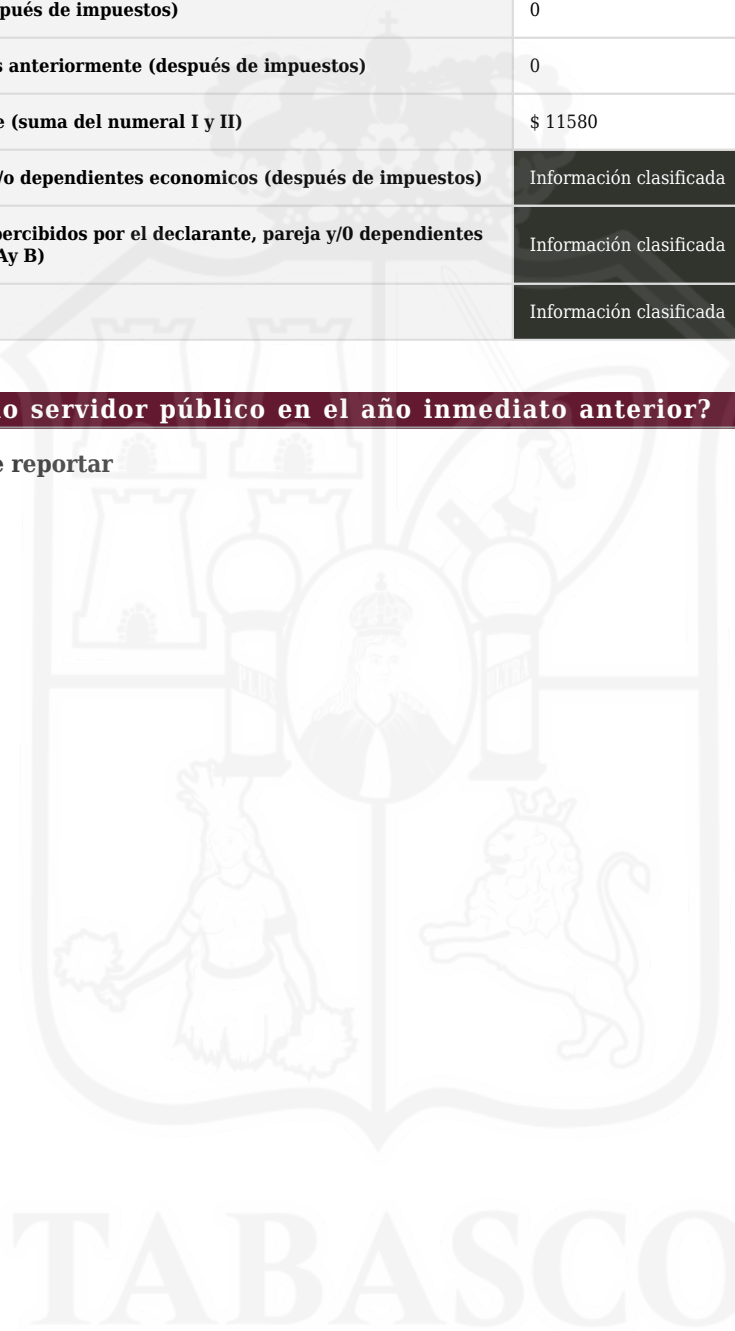 pués de impuestos) 0
s anteriormente (después de impuestos) 0
e (suma del numeral I y II) $ 11580
/o dependientes economicos (después de impuestos) Información clasificada
percibidos por el declarante, pareja y/0 dependientes
Ay B) Información clasificada
Información clasificada
o servidor público en el año inmediato anterior?
e reportar
PLUS ULTRA
TABASCO